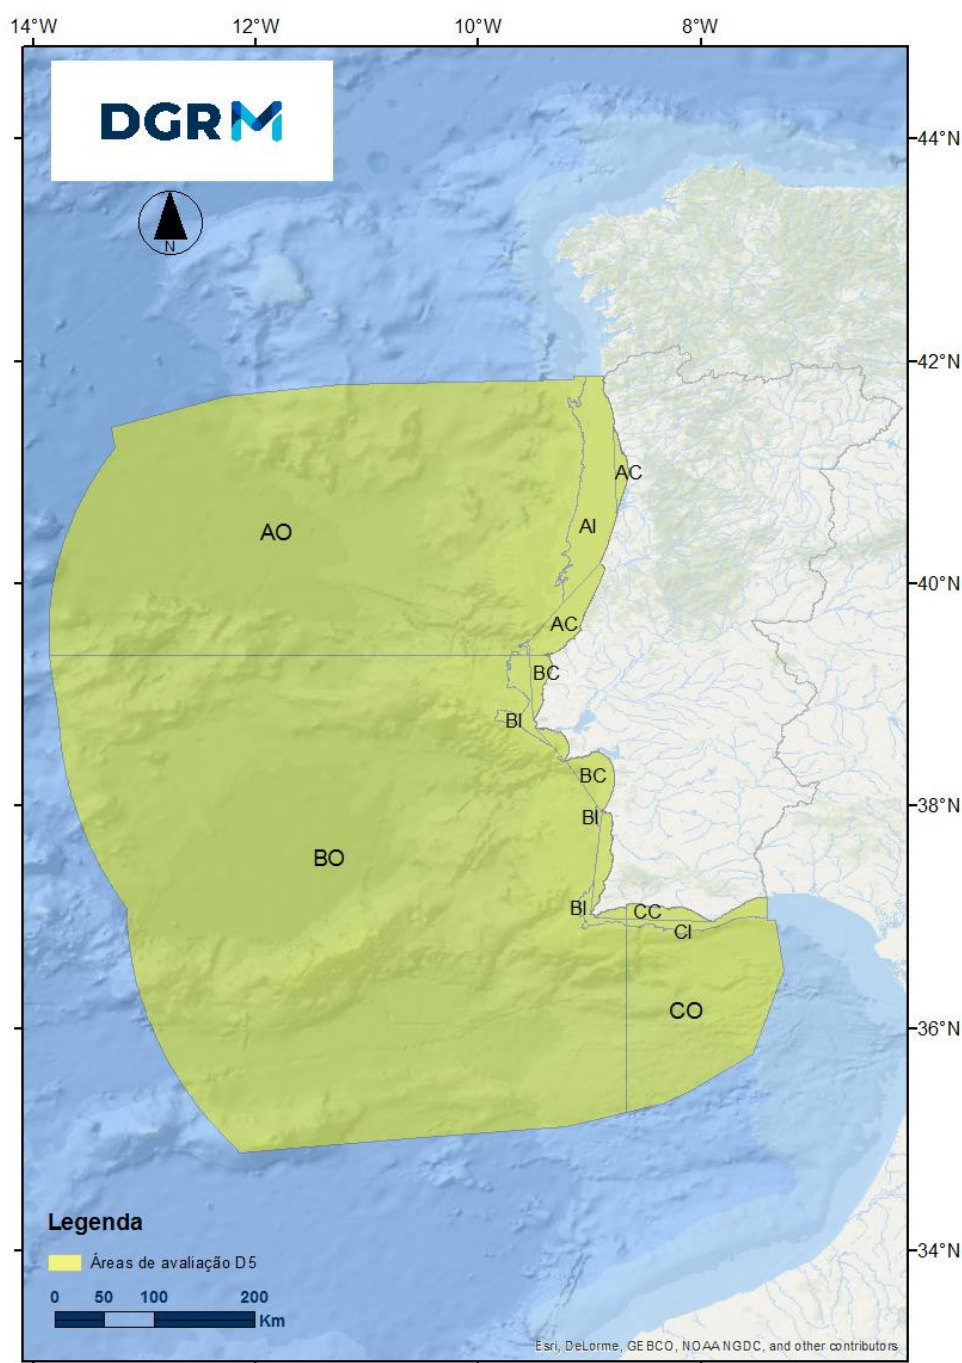 14°W 12°W 10°W 8°W
DGRM
44°N
N
42°N
AC
AI
AO
40°N
AC
BC
BI
BC
38°N
BI
BO
BI
CC
CI
CO
36°N
Legenda
Áreas de avaliação D5
34°N
0 50 100 200
Km
Esri, DeLorme, GEBCO, NOAA NGDC, and other contributors